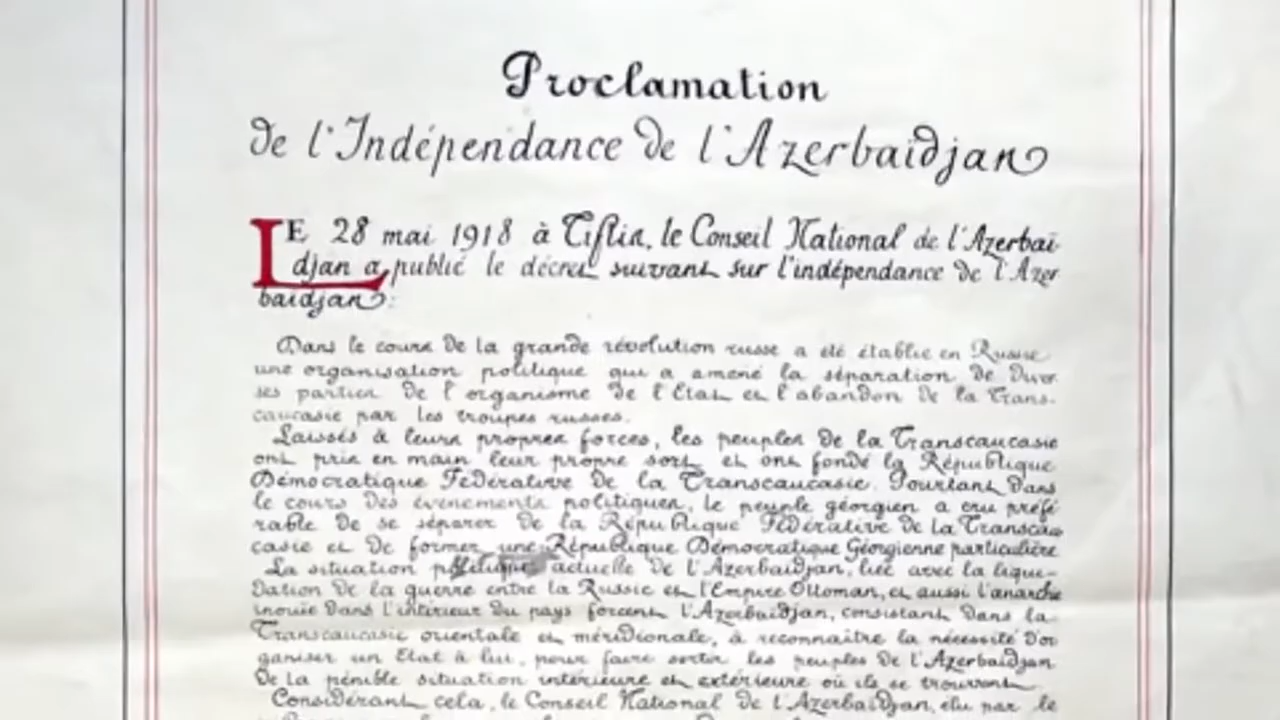 Proclamation
de l'Indépendance de l'Azerbaidjan
LE 28 mai 1918 à Tiflis, le Conseil National de l'Azerbaï-
djan a publié le décret suivant sur l'indépendance de l'Azer
baidjan:
Dans le cours de la grande révolution russe a été établie en Russie
une organisation politique qui a amené la séparation de diver
ses parties de l'organisme de l'Etat et l'abandon de la Trans-
caucasie par les troupes russes.
Laissés à leurs propres forces, les peuples de la Transcaucasie
ont pris en main leur propre sort et ont fondé la République
Démocratique Fédérative de la Transcaucasie. Pourtant dans
le cours des évènements politiques, le peuple géorgien a cru préfé
rable de se séparer de la République Fédérative de la Transcau
casie et de former une République Démocratique Géorgienne particulière
La situation politique actuelle de l'Azerbaidjan, liée avec la liqui-
dation de la guerre entre la Russie et l'Empire Ottoman, et aussi l'anarchie
inouïe dans l'intérieur du pays forcent l'Azerbaidjan, consistant dans la
Transcaucasie orientale et méridionale, à reconnaître la nécessité d'or
ganiser un Etat à lui, pour faire sortir les peuples de l'Azerbaidjan
de la pénible situation intérieure et extérieure où ils se trouvent
Considérant cela, le Conseil National de l'Azerbaidjan, élu par le